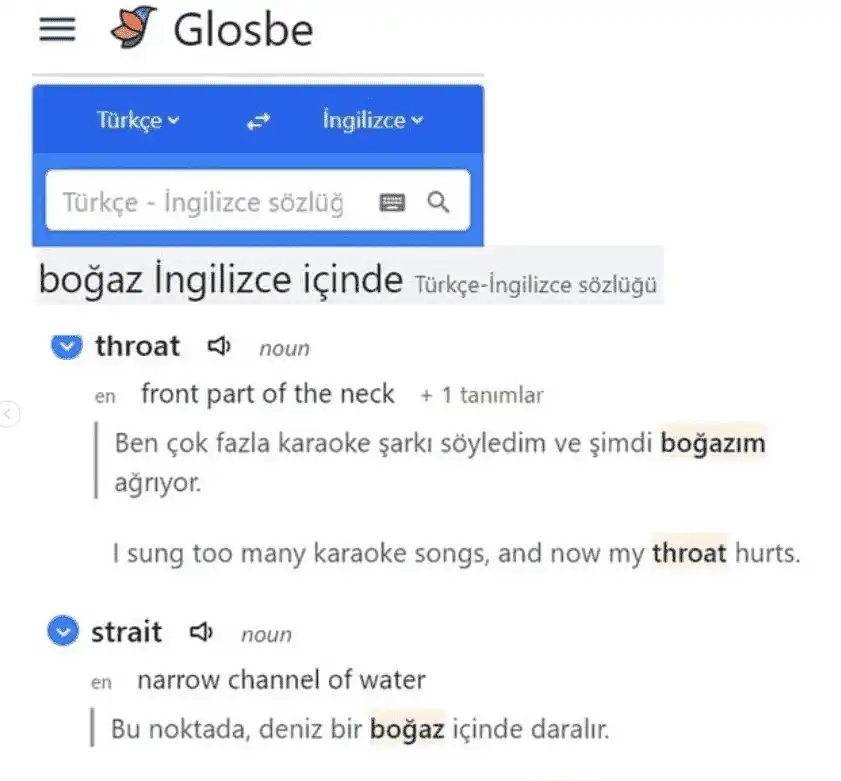 Glosbe
Türkçe İngilizce
Türkçe - İngilizce sözlüğ
boğaz İngilizce içinde Türkçe-İngilizce sözlüğü
throat noun
en front part of the neck + 1 tanımlar
Ben çok fazla karaoke şarkı söyledim ve şimdi boğazım
ağrıyor.
I sung too many karaoke songs, and now my throat hurts.
strait noun
en narrow channel of water
Bu noktada, deniz bir boğaz içinde daralır.